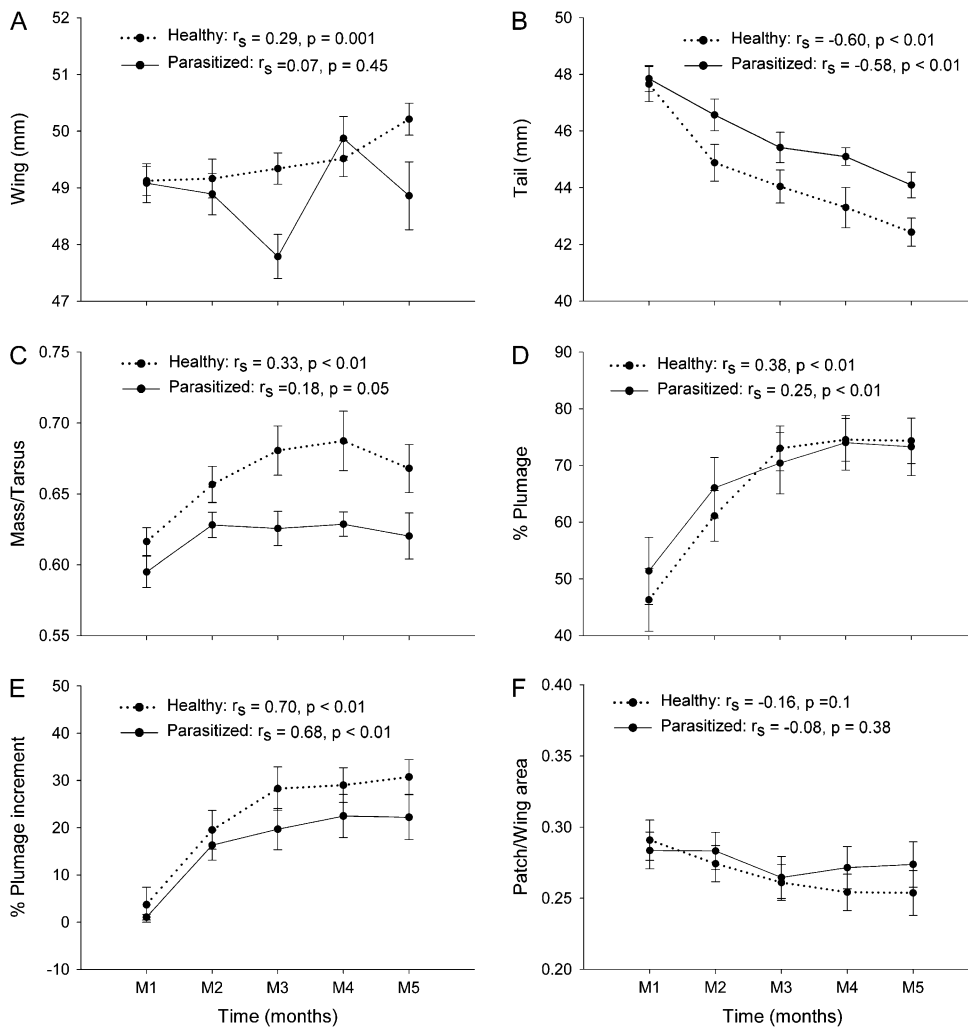 A
52
51
50
49
48
47
Wing (mm)
Healthy: rs = 0.29, p = 0.001
Parasitized: rs =0.07, p = 0.45
B
50
48
46
44
42
40
Tail (mm)
Healthy: rs = -0.60, p < 0.01
Parasitized: rs = -0.58, p < 0.01
C
0.75
0.70
0.65
0.60
0.55
Mass/Tarsus
Healthy: rs = 0.33, p < 0.01
Parasitized: rs =0.18, p = 0.05
D
90
80
70
60
50
40
% Plumage
Healthy: rs = 0.38, p < 0.01
Parasitized: rs = 0.25, p < 0.01
E
50
40
30
20
10
0
-10
% Plumage increment
Healthy: rs = 0.70, p < 0.01
Parasitized: rs = 0.68, p < 0.01
M1 M2 M3 M4 M5
Time (months)
F
0.40
0.30
0.25
0.20
Patch/Wing area
Healthy: rs = -0.16, p =0.1
Parasitized: rs = -0.08, p = 0.38
M1 M2 M3 M4 M5
Time (months)